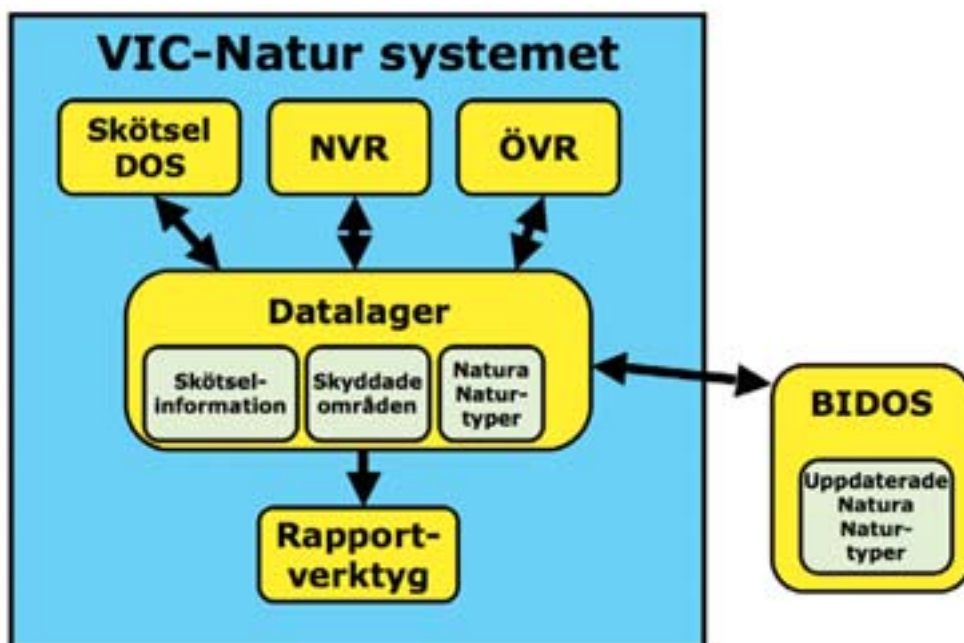 VIC-Natur systemet
Skötsel
DOS
NVR
ÖVR
Datalager
Skötsel-
information
Skyddade
områden
Natura
Natur-
typer
BIDOS
Uppdaterade
Natura
Natur-
typer
Rapport-
verktyg